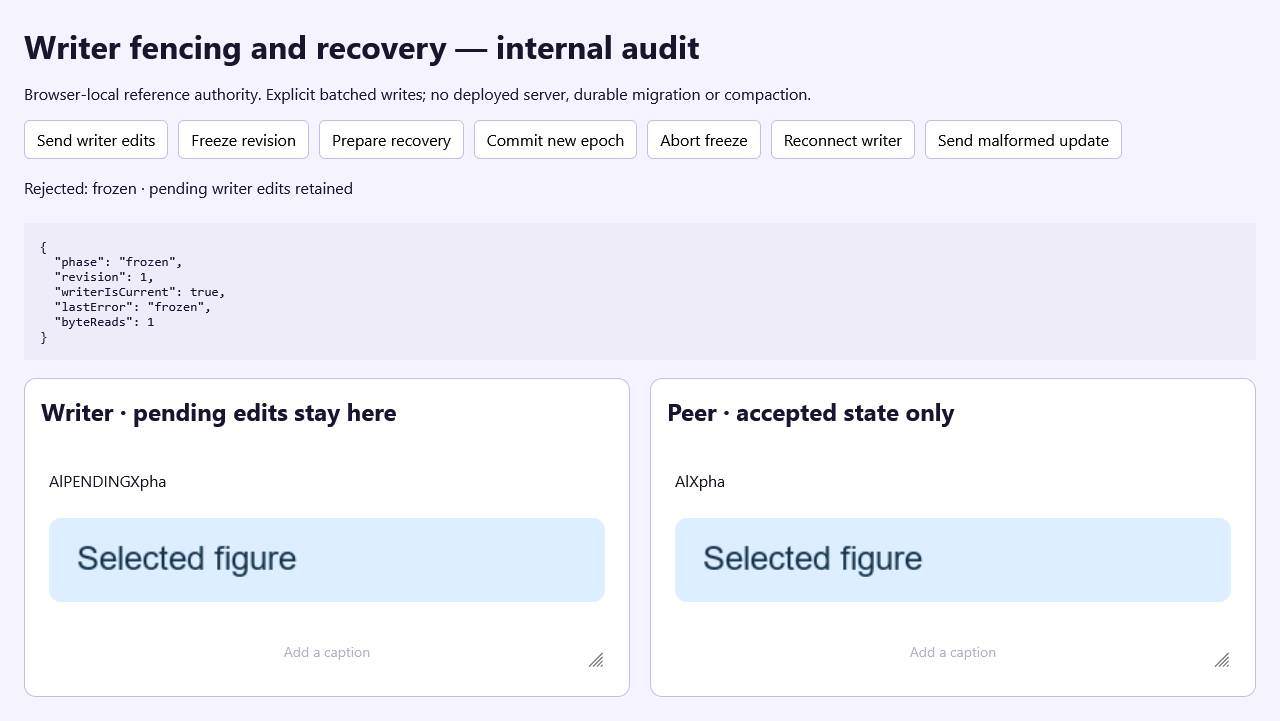 Writer fencing and recovery — internal audit
Browser-local reference authority. Explicit batched writes; no deployed server, durable migration or compaction.
Send writer edits Freeze revision Prepare recovery Commit new epoch Abort freeze Reconnect writer Send malformed update
Rejected: frozen · pending writer edits retained
{
  "phase": "frozen",
  "revision": 1,
  "writerIsCurrent": true,
  "lastError": "frozen",
  "byteReads": 1
}
Writer · pending edits stay here
AlPENDINGXpha
Selected figure
Add a caption
Peer · accepted state only
AlXpha
Selected figure
Add a caption